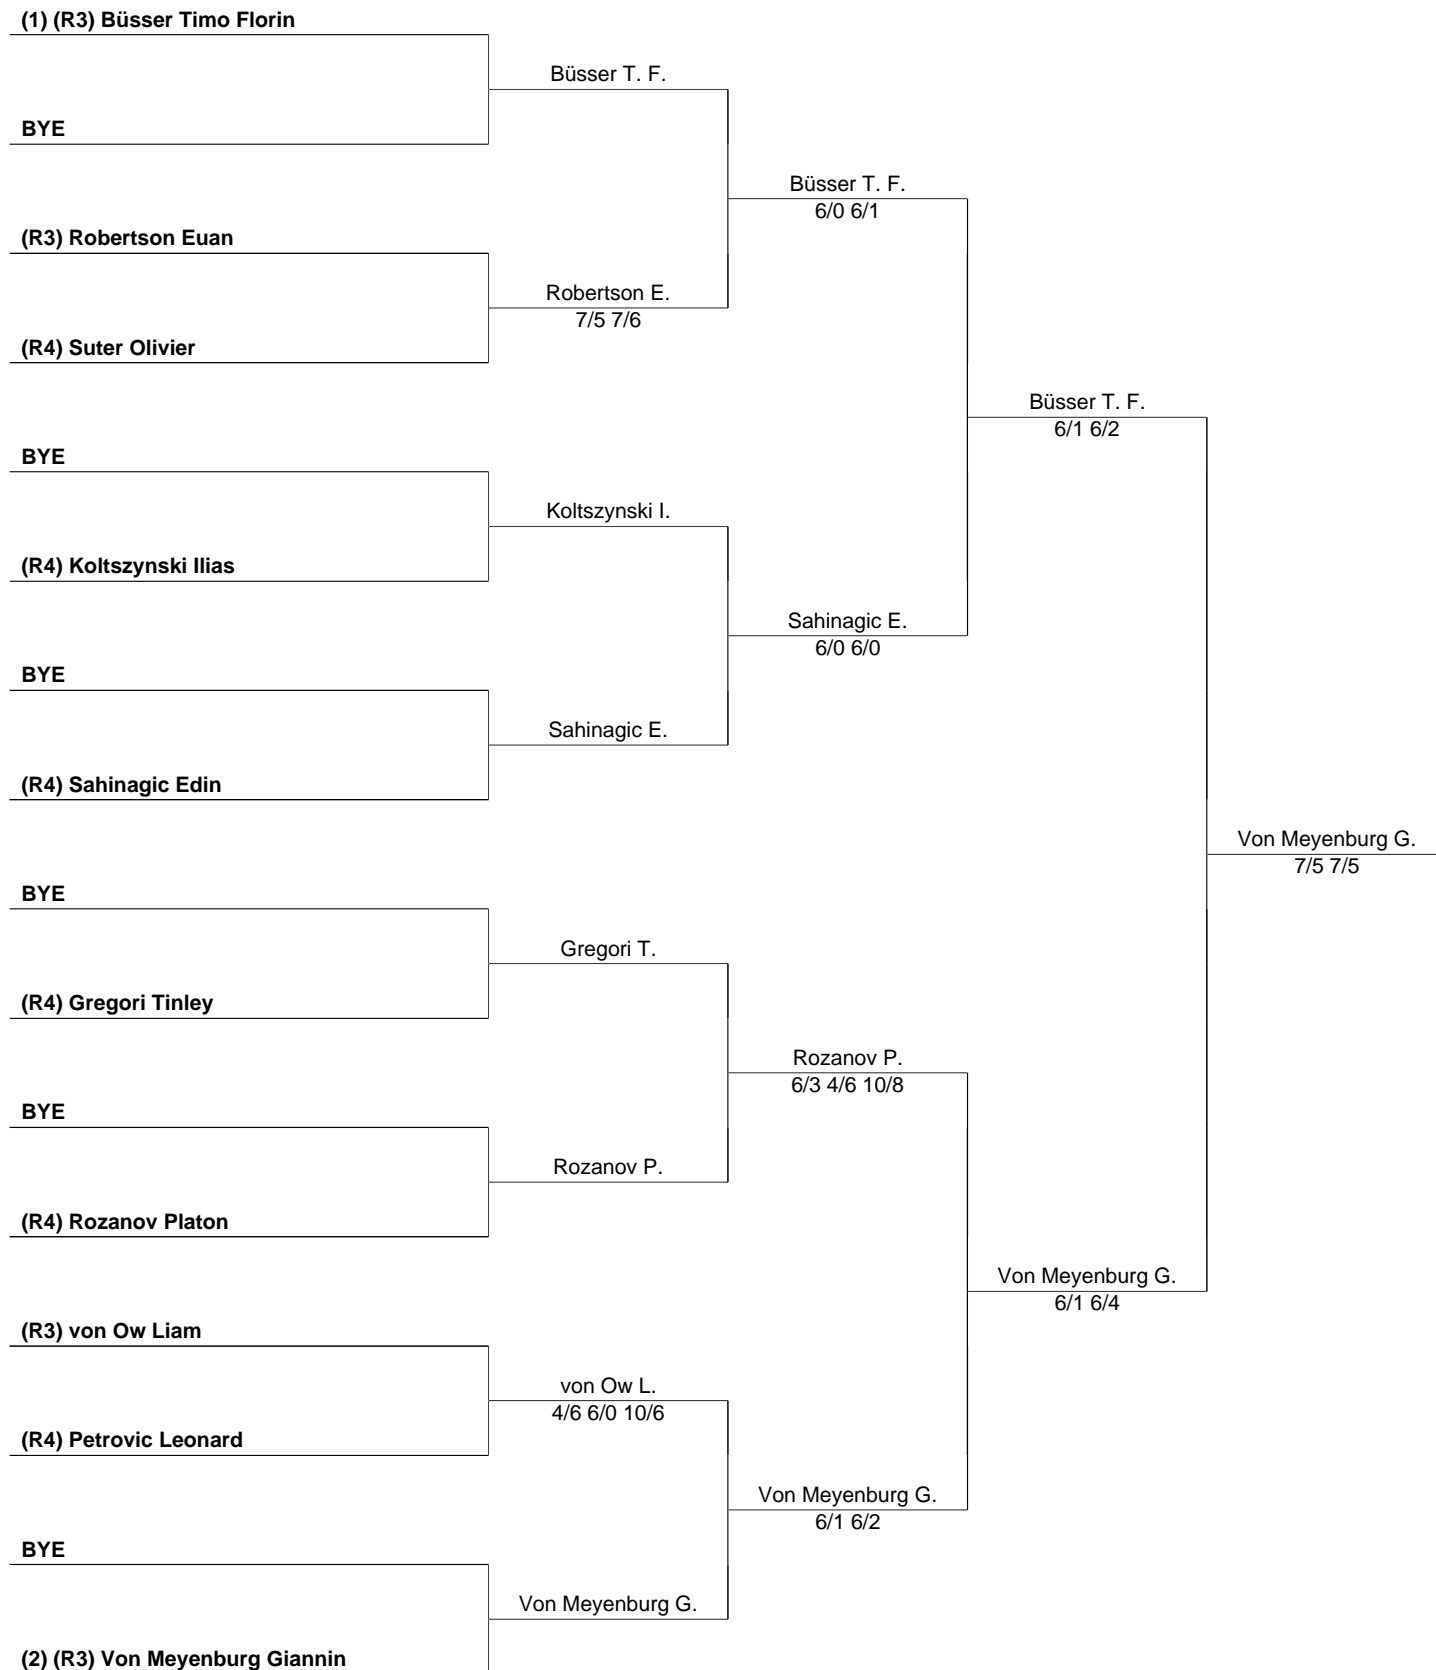 (1) (R3) Büsser Timo Florin
Büsser T. F.
BYE
Büsser T. F.
6/0 6/1
(R3) Robertson Euan
Robertson E.
7/5 7/6
(R4) Suter Olivier
Büsser T. F.
6/1 6/2
BYE
Koltszynski I.
(R4) Koltszynski Ilias
Sahinagic E.
6/0 6/0
BYE
Sahinagic E.
(R4) Sahinagic Edin
Von Meyenburg G.
7/5 7/5
BYE
Gregori T.
(R4) Gregori Tinley
Rozanov P.
6/3 4/6 10/8
BYE
Rozanov P.
(R4) Rozanov Platon
Von Meyenburg G.
6/1 6/4
(R3) von Ow Liam
von Ow L.
4/6 6/0 10/6
(R4) Petrovic Leonard
Von Meyenburg G.
6/1 6/2
BYE
Von Meyenburg G.
(2) (R3) Von Meyenburg Giannin